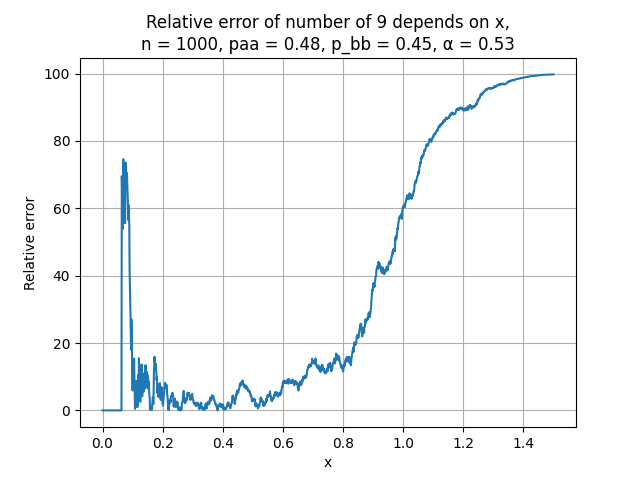 Relative error of number of 9 depends on x,
n = 1000, paa = 0.48, p_bb = 0.45, α = 0.53
100
80
60
40
20
0
Relative error
0.0 0.2 0.4 0.6 0.8 1.0 1.2 1.4
x